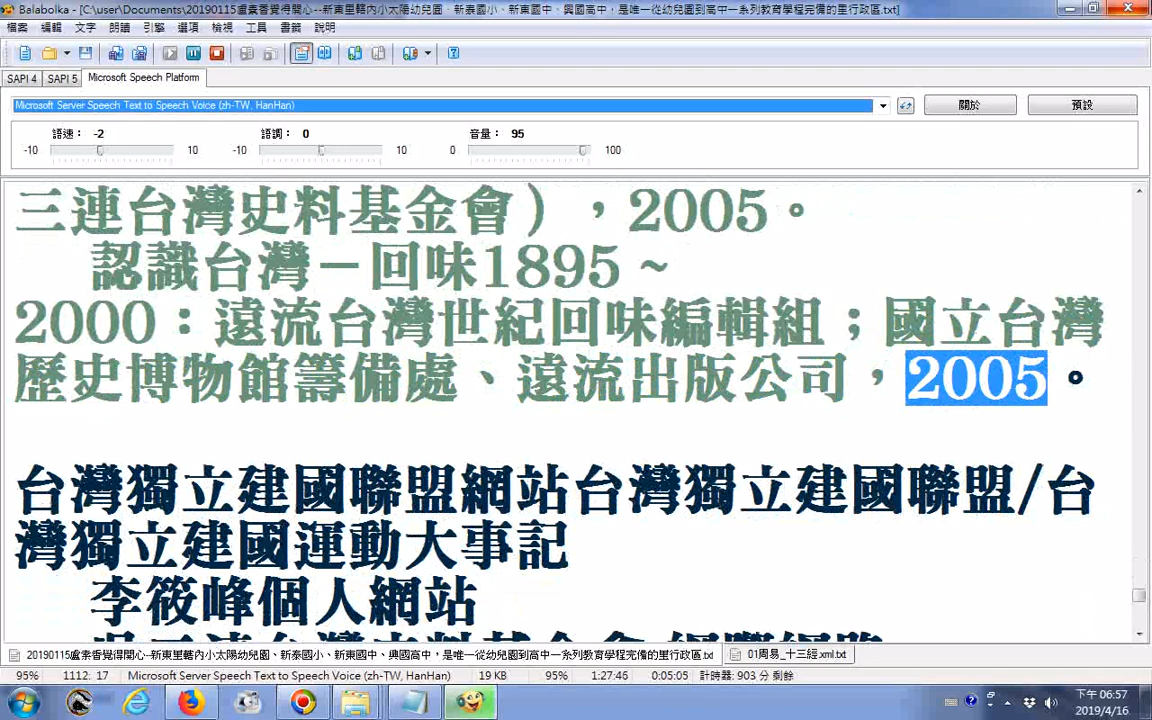 Balabolka - [C:\user\Documents\20190115盧素香覺得開心--新東里轄內小太陽幼兒園、新泰國小、新東國中、興國高中，是唯一從幼兒園到高中一系列教育學程完備的里行政區.txt]
檔案 編輯 文字 朗讀 引擎 選項 檢視 工具 書籤 說明
SAPI 4 SAPI 5 Microsoft Speech Platform
Microsoft Server Speech Text to Speech Voice (zh-TW, HanHan) 關於 預設
語速： -2 語調： 0 音量： 95
-10 10 -10 10 0 100
三連台灣史料基金會），2005。
認識台灣－回味1895～
2000：遠流台灣世紀回味編輯組；國立台灣
歷史博物館籌備處、遠流出版公司，2005。
台灣獨立建國聯盟網站台灣獨立建國聯盟/台
灣獨立建國運動大事記
李筱峰個人網站
20190115盧素香覺得開心--新東里轄內小太陽幼兒園、新泰國小、新東國中、興國高中，是唯一從幼兒園到高中一系列教育學程完備的里行政區.txt 01周易_十三經.xml.txt
95% 1112: 17 Microsoft Server Speech Text to Speech Voice (zh-TW, HanHan) 19 KB 95% 1:27:46 0:05:05 計時器: 903 分 剩餘
下午 06:57
2019/4/16